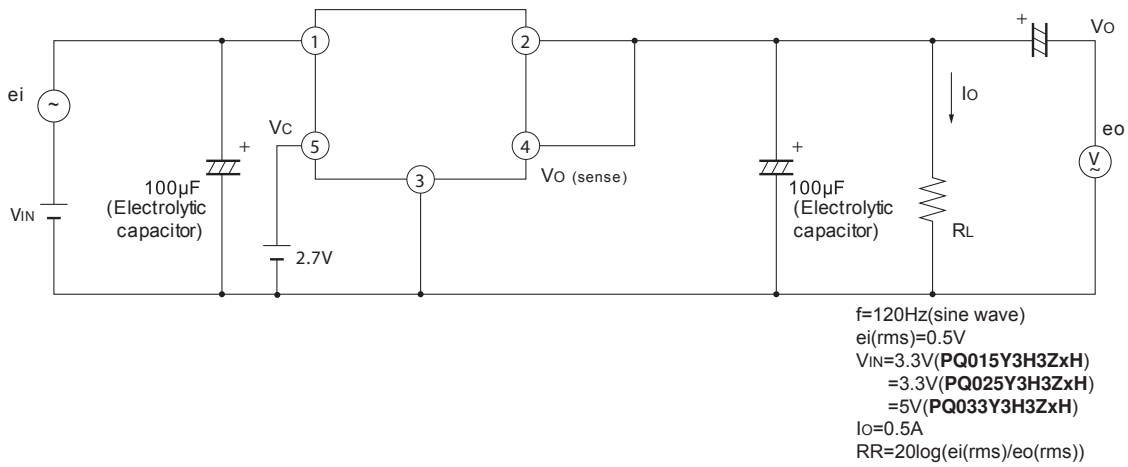 1
2
+
VO
ei
~
+
IO
VC
5
4
+
eo
V
~
VO (sense)
3
100µF
(Electrolytic
capacitor)
100µF
(Electrolytic
capacitor)
VIN
RL
2.7V
f=120Hz(sine wave)
ei(rms)=0.5V
VIN=3.3V(PQ015Y3H3ZxH)
=3.3V(PQ025Y3H3ZxH)
=5V(PQ033Y3H3ZxH)
IO=0.5A
RR=20log(ei(rms)/eo(rms))